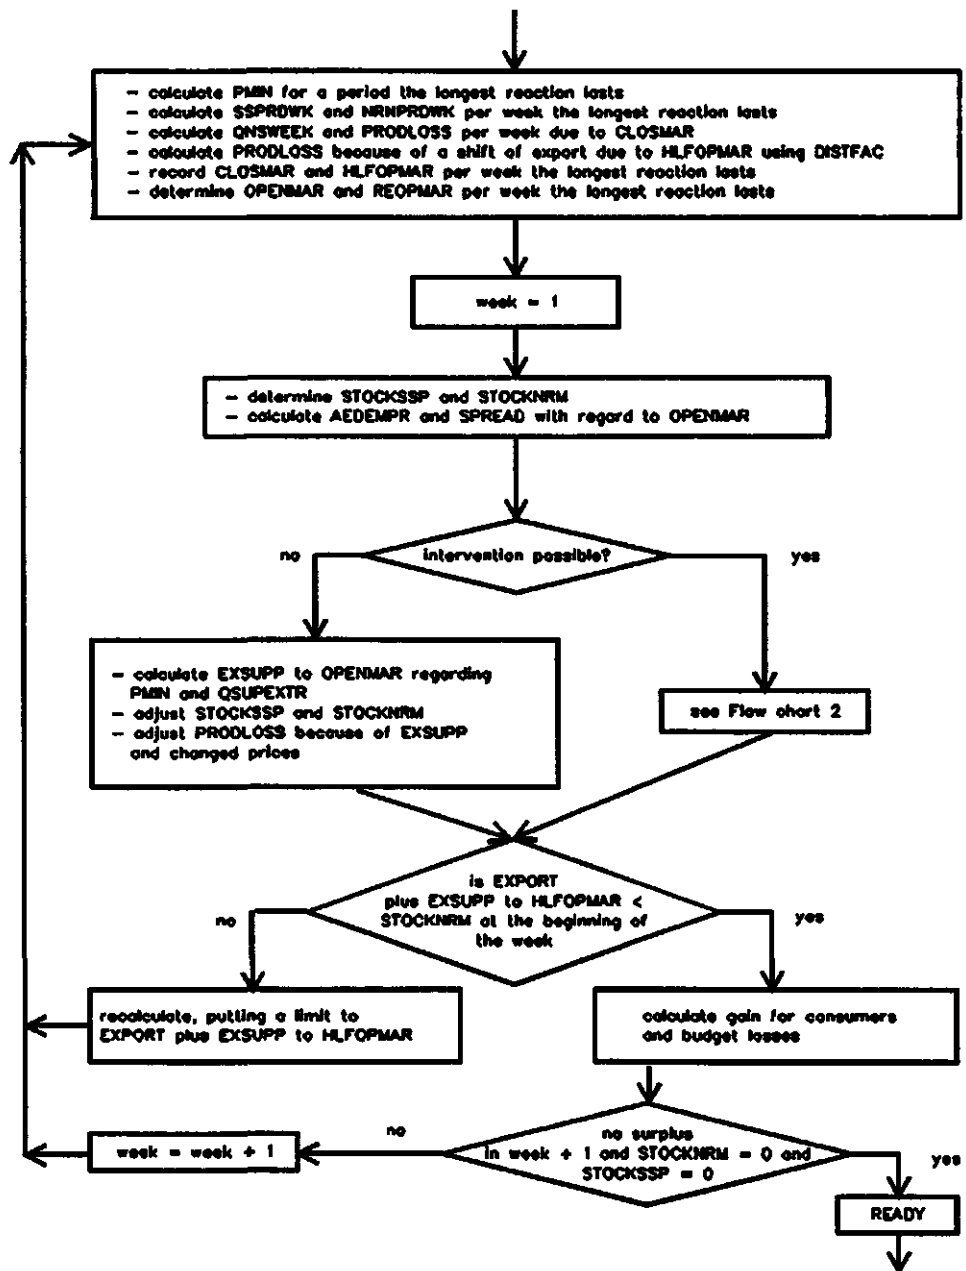 – calculate PMIN for a period the longest reaction lasts
– calculate SSPRDWK and NRNPRDWK per week the longest reaction lasts
– calculate QNSWEEK and PRODLOSS per week due to CLOSMAR
– calculate PRODLOSS because of a shift of export due to HLFOPMAR using DISTFAC
– record CLOSMAR and HLFOPMAR per week the longest reaction lasts
– determine OPENMAR and REOPMAR per week the longest reaction lasts
week = 1
– determine STOCKSSP and STOCKNRM
– calculate AEDEMPR and SPREAD with regard to OPENMAR
intervention possible?
no
yes
– calculate EXSUPP to OPENMAR regarding
PMIN and QSUPEXTR
– adjust STOCKSSP and STOCKNRM
– adjust PRODLOSS because of EXSUPP
and changed prices
see Flow chart 2
is EXPORT
plus EXSUPP to HLFOPMAR <
STOCKNRM at the beginning of
the week
no
yes
recalculate, putting a limit to
EXPORT plus EXSUPP to HLFOPMAR
calculate gain for consumers
and budget losses
no surplus
in week + 1 and STOCKNRM = 0 and
STOCKSSP = 0
no
yes
week = week + 1
READY